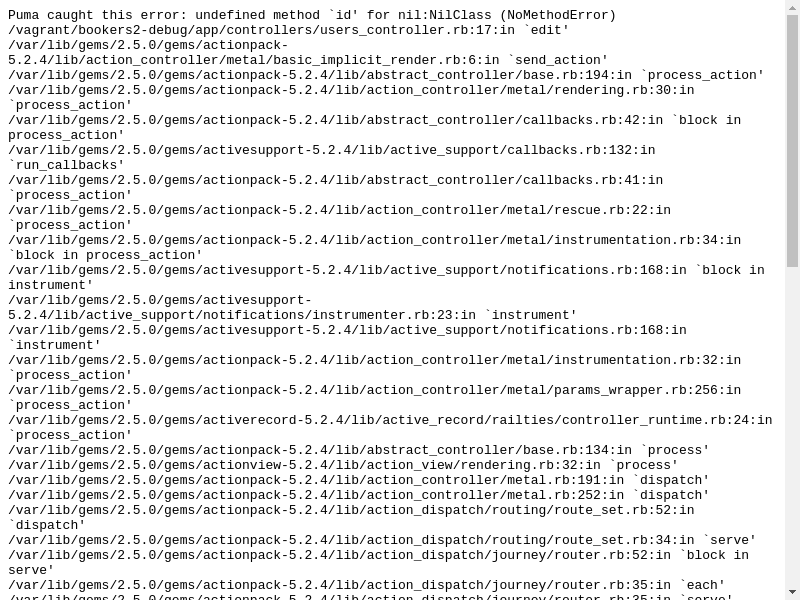 Puma caught this error: undefined method `id' for nil:NilClass (NoMethodError)
/vagrant/bookers2-debug/app/controllers/users_controller.rb:17:in `edit'
/var/lib/gems/2.5.0/gems/actionpack-
5.2.4/lib/action_controller/metal/basic_implicit_render.rb:6:in `send_action'
/var/lib/gems/2.5.0/gems/actionpack-5.2.4/lib/abstract_controller/base.rb:194:in `process_action'
/var/lib/gems/2.5.0/gems/actionpack-5.2.4/lib/action_controller/metal/rendering.rb:30:in
`process_action'
/var/lib/gems/2.5.0/gems/actionpack-5.2.4/lib/abstract_controller/callbacks.rb:42:in `block in
process_action'
/var/lib/gems/2.5.0/gems/activesupport-5.2.4/lib/active_support/callbacks.rb:132:in
`run_callbacks'
/var/lib/gems/2.5.0/gems/actionpack-5.2.4/lib/abstract_controller/callbacks.rb:41:in
`process_action'
/var/lib/gems/2.5.0/gems/actionpack-5.2.4/lib/action_controller/metal/rescue.rb:22:in
`process_action'
/var/lib/gems/2.5.0/gems/actionpack-5.2.4/lib/action_controller/metal/instrumentation.rb:34:in
`block in process_action'
/var/lib/gems/2.5.0/gems/activesupport-5.2.4/lib/active_support/notifications.rb:168:in `block in
instrument'
/var/lib/gems/2.5.0/gems/activesupport-
5.2.4/lib/active_support/notifications/instrumenter.rb:23:in `instrument'
/var/lib/gems/2.5.0/gems/activesupport-5.2.4/lib/active_support/notifications.rb:168:in
`instrument'
/var/lib/gems/2.5.0/gems/actionpack-5.2.4/lib/action_controller/metal/instrumentation.rb:32:in
`process_action'
/var/lib/gems/2.5.0/gems/actionpack-5.2.4/lib/action_controller/metal/params_wrapper.rb:256:in
`process_action'
/var/lib/gems/2.5.0/gems/activerecord-5.2.4/lib/active_record/railties/controller_runtime.rb:24:in
`process_action'
/var/lib/gems/2.5.0/gems/actionpack-5.2.4/lib/abstract_controller/base.rb:134:in `process'
/var/lib/gems/2.5.0/gems/actionview-5.2.4/lib/action_view/rendering.rb:32:in `process'
/var/lib/gems/2.5.0/gems/actionpack-5.2.4/lib/action_controller/metal.rb:191:in `dispatch'
/var/lib/gems/2.5.0/gems/actionpack-5.2.4/lib/action_controller/metal.rb:252:in `dispatch'
/var/lib/gems/2.5.0/gems/actionpack-5.2.4/lib/action_dispatch/routing/route_set.rb:52:in
`dispatch'
/var/lib/gems/2.5.0/gems/actionpack-5.2.4/lib/action_dispatch/routing/route_set.rb:34:in `serve'
/var/lib/gems/2.5.0/gems/actionpack-5.2.4/lib/action_dispatch/journey/router.rb:52:in `block in
serve'
/var/lib/gems/2.5.0/gems/actionpack-5.2.4/lib/action_dispatch/journey/router.rb:35:in `each'
/var/lib/gems/2.5.0/gems/actionpack-5.2.4/lib/action_dispatch/journey/router.rb:35:in `serve'